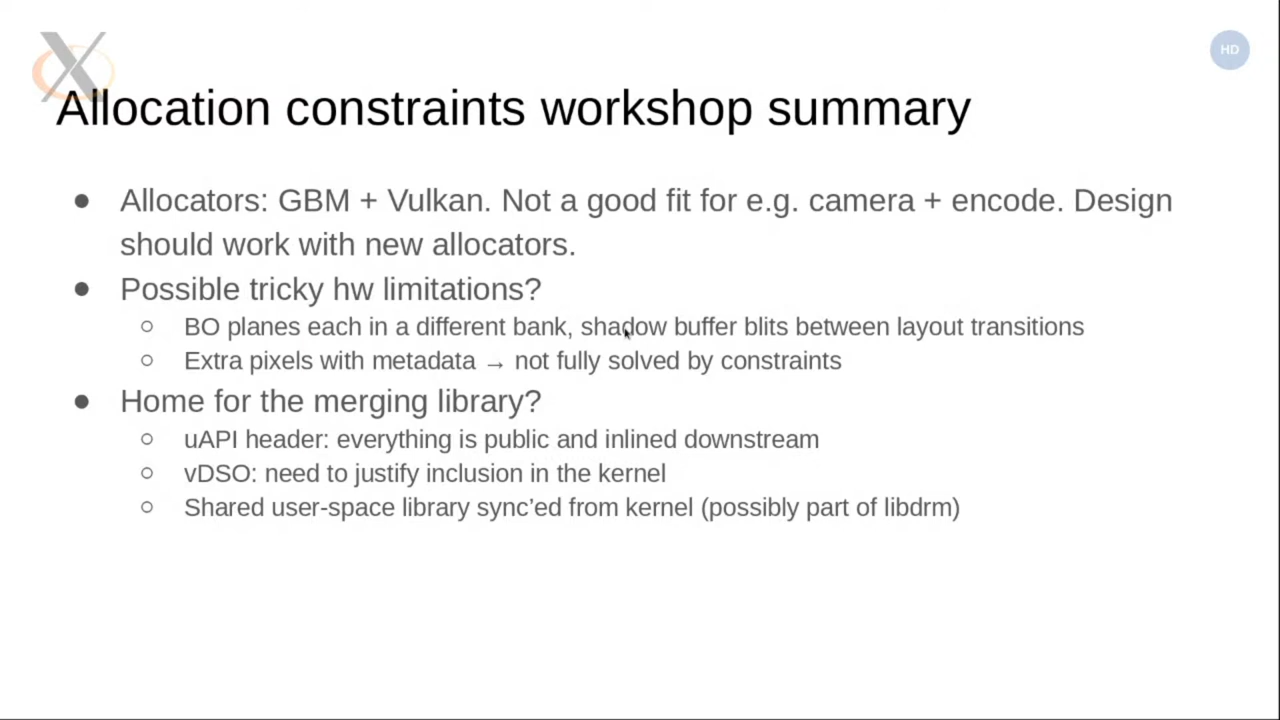 HD
Allocation constraints workshop summary
● Allocators: GBM + Vulkan. Not a good fit for e.g. camera + encode. Design
should work with new allocators.
● Possible tricky hw limitations?
○ BO planes each in a different bank, shadow buffer blits between layout transitions
○ Extra pixels with metadata → not fully solved by constraints
● Home for the merging library?
○ uAPI header: everything is public and inlined downstream
○ vDSO: need to justify inclusion in the kernel
○ Shared user-space library sync’ed from kernel (possibly part of libdrm)